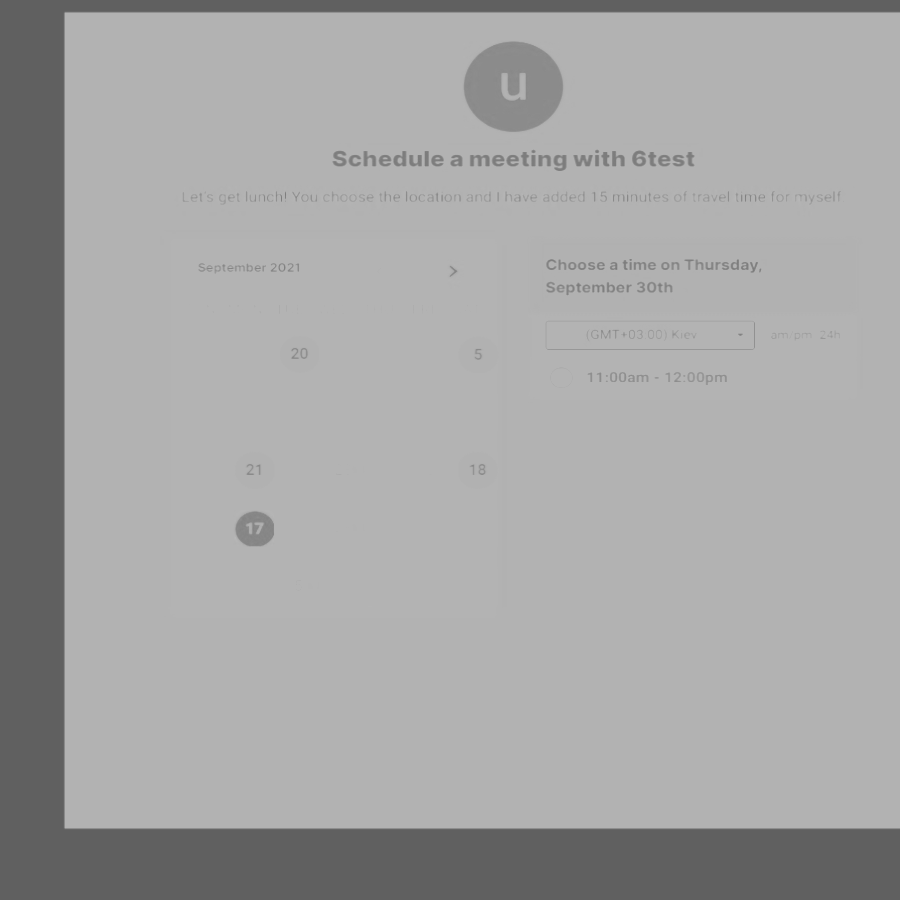 u
Schedule a meeting with 6test
Let's get lunch! You choose the location and I have added 15 minutes of travel time for myself
September 2021
20
5
21
18
17
Choose a time on Thursday,
September 30th
(GMT+03:00) Kiev
am/pm 24h
11:00am - 12:00pm